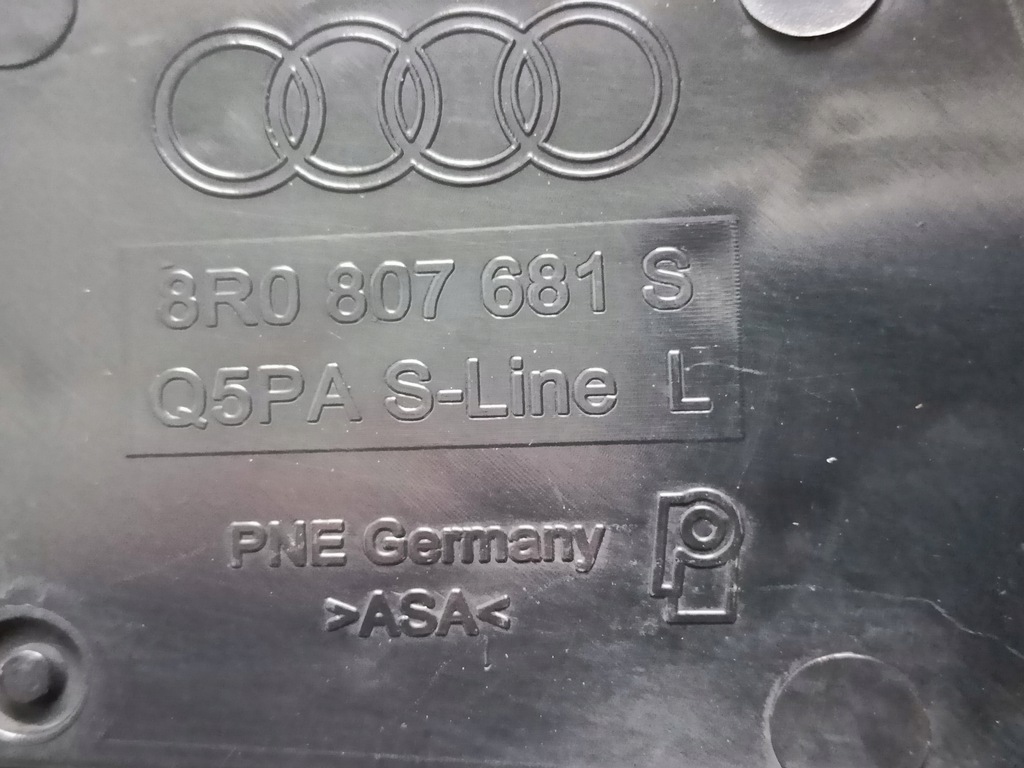 8R0 807 681 S
Q5PA S-Line L
PNE Germany
>ASA<